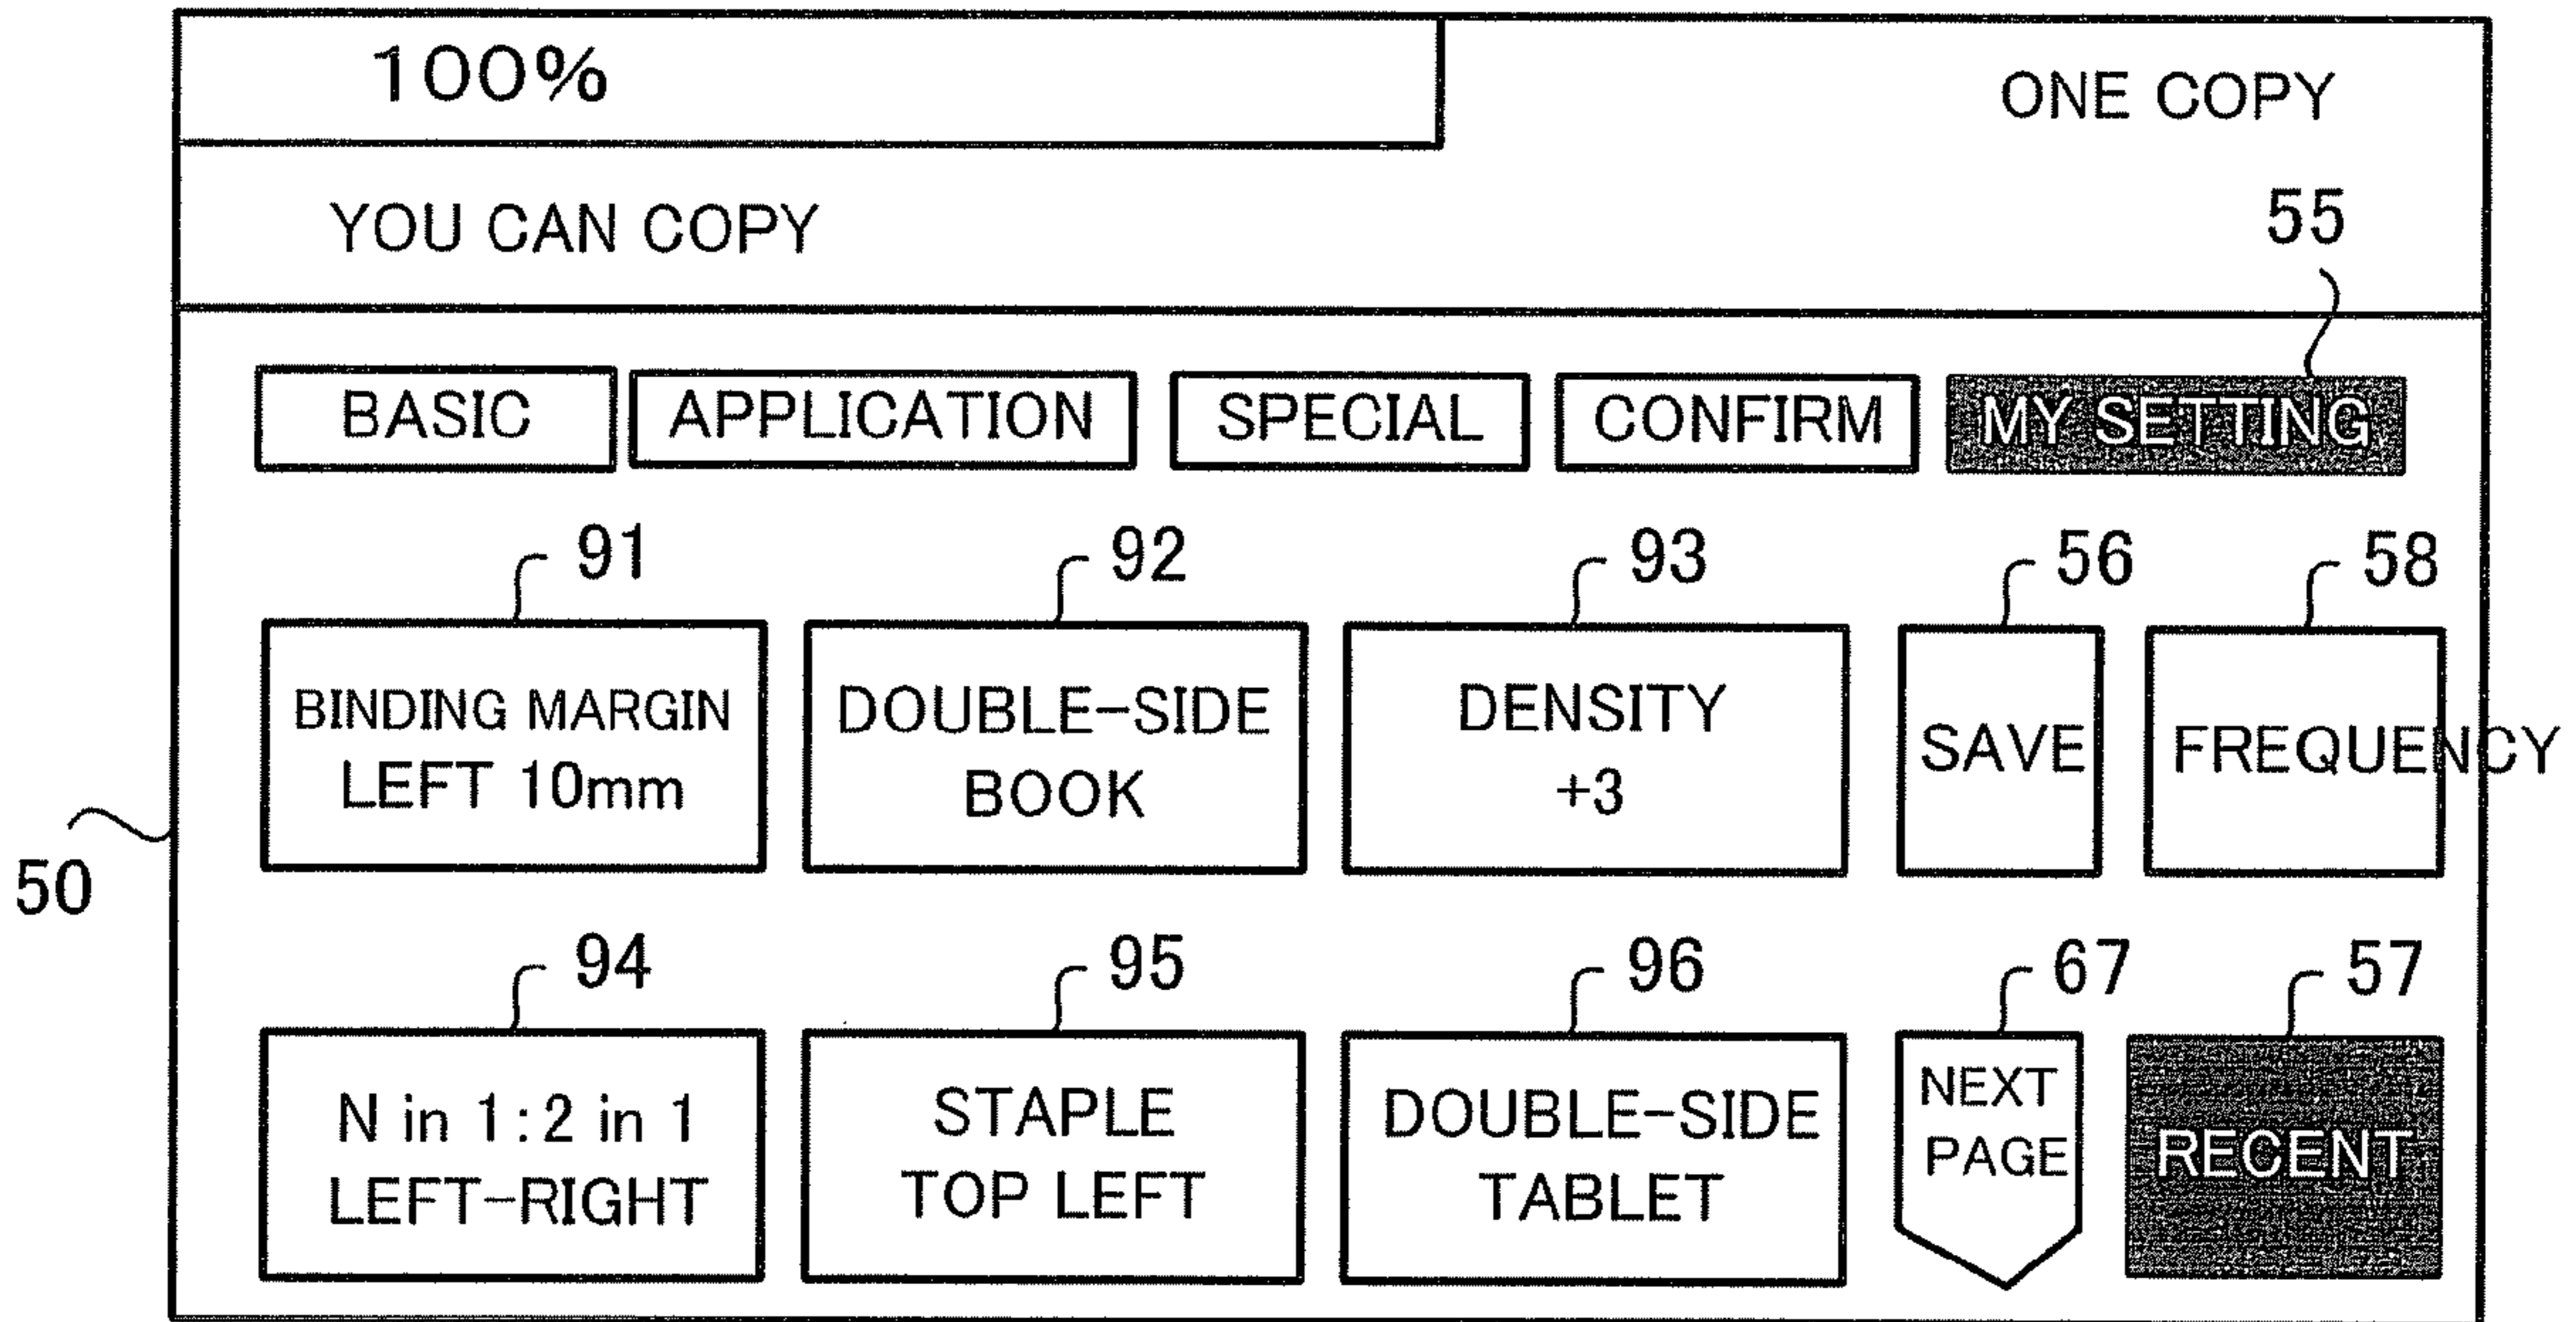 100%
ONE COPY
YOU CAN COPY
55
BASIC APPLICATION SPECIAL CONFIRM MY SETTING
91 92 93 56 58
BINDING MARGIN
LEFT 10mm
DOUBLE-SIDE
BOOK
DENSITY
+3
SAVE
FREQUENCY
50
94 95 96 67 57
N in 1:2 in 1
LEFT-RIGHT
STAPLE
TOP LEFT
DOUBLE-SIDE
TABLET
NEXT
PAGE
RECENT